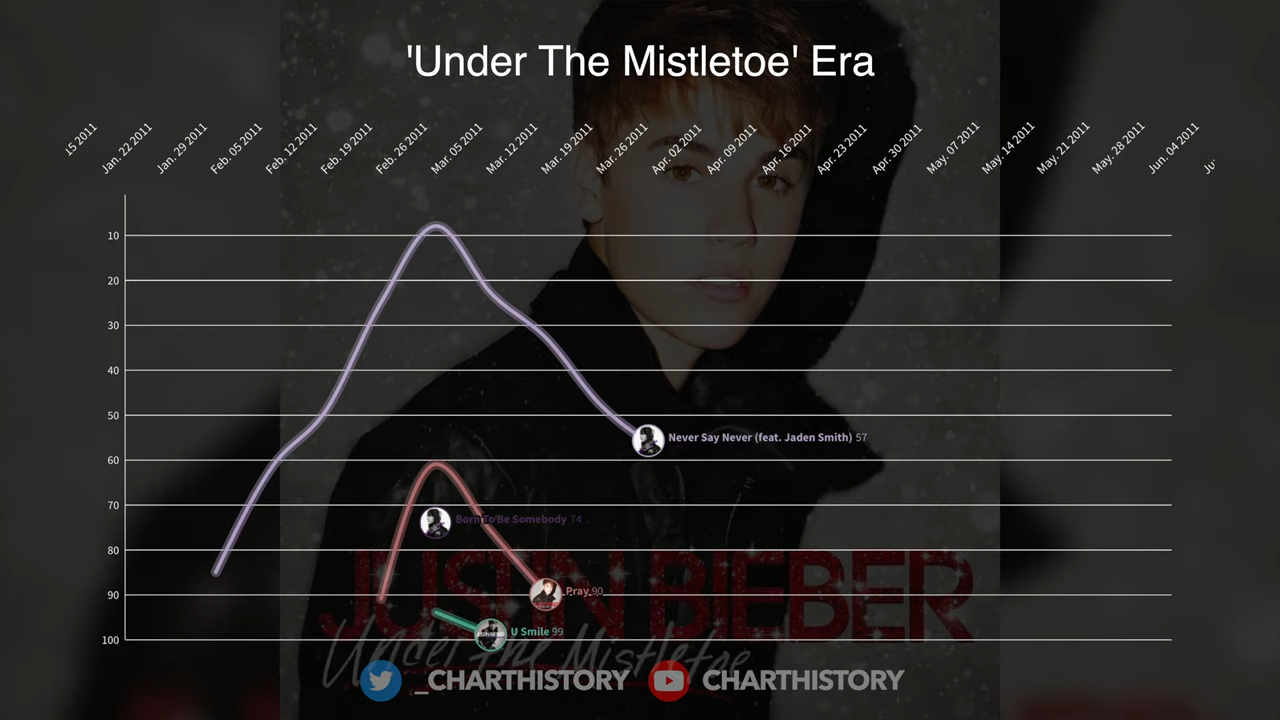 'Under The Mistletoe' Era
15 2011
Jan. 22 2011
Jan. 29 2011
Feb. 05 2011
Feb. 12 2011
Feb. 19 2011
Feb. 26 2011
Mar. 05 2011
Mar. 12 2011
Mar. 19 2011
Mar. 26 2011
Apr. 02 2011
Apr. 09 2011
Apr. 16 2011
Apr. 23 2011
Apr. 30 2011
May. 07 2011
May. 14 2011
May. 21 2011
May. 28 2011
Jun. 04 2011
10
20
30
40
50
Never Say Never (feat. Jaden Smith) 57
60
70
Born To Be Somebody 74
80
JUSTIN BIEBER
90
Pray 90
U Smile 99
100
Under The Mistletoe
_CHARTHISTORY
CHARTHISTORY